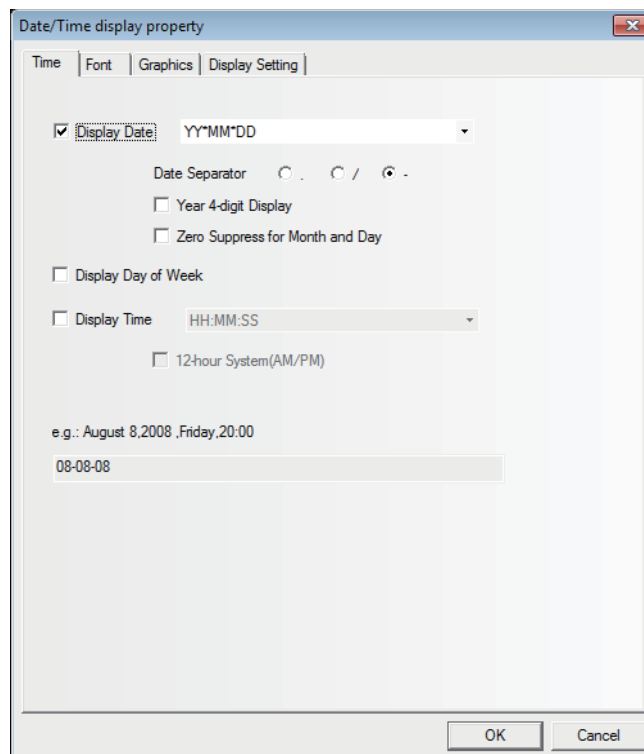 Date/Time display property
Time Font Graphics Display Setting
Display Date YY*MM*DD
Date Separator . / -
Year 4-digit Display
Zero Suppress for Month and Day
Display Day of Week
Display Time HH:MM:SS
12-hour System(AM/PM)
e.g.: August 8,2008 ,Friday,20:00
08-08-08
OK Cancel